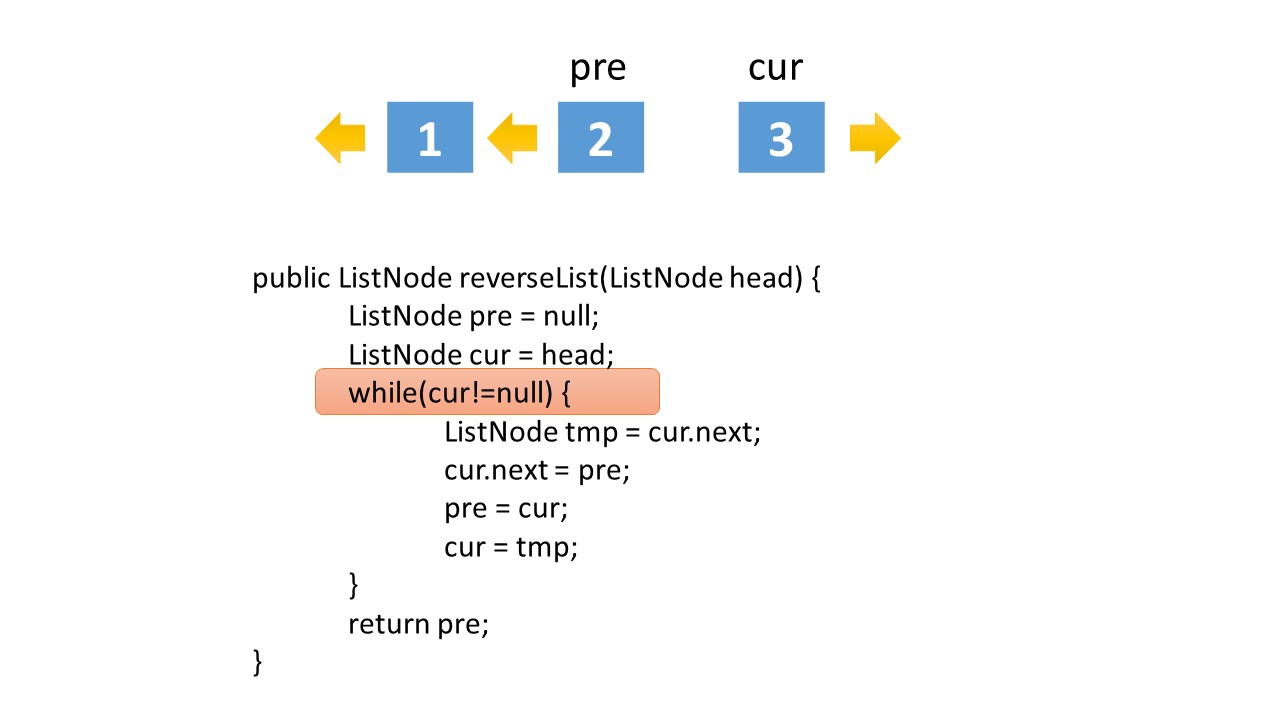 pre cur
1 2 3
public ListNode reverseList(ListNode head) {
ListNode pre = null;
ListNode cur = head;
while(cur!=null) {
ListNode tmp = cur.next;
cur.next = pre;
pre = cur;
cur = tmp;
}
return pre;
}